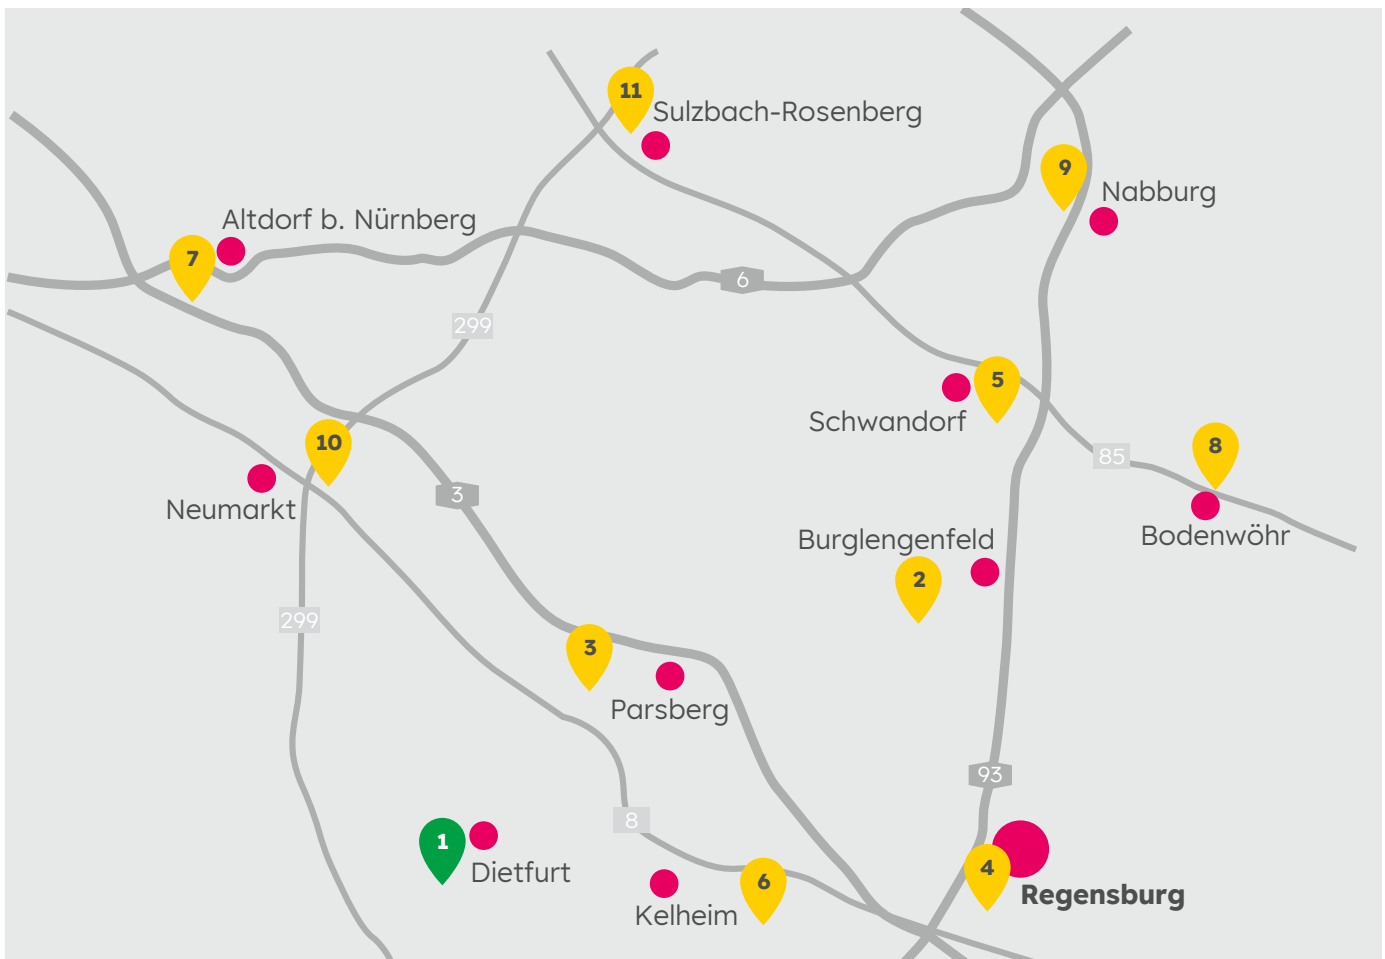 11
Sulzbach-Rosenberg
9
Nabburg
Altdorf b. Nürnberg
7
6
299
5
Schwandorf
10
8
85
Neumarkt
3
Bodenwöhr
Burglengenfeld
2
299
3
Parsberg
93
8
1
Dietfurt
4
6
Regensburg
Kelheim